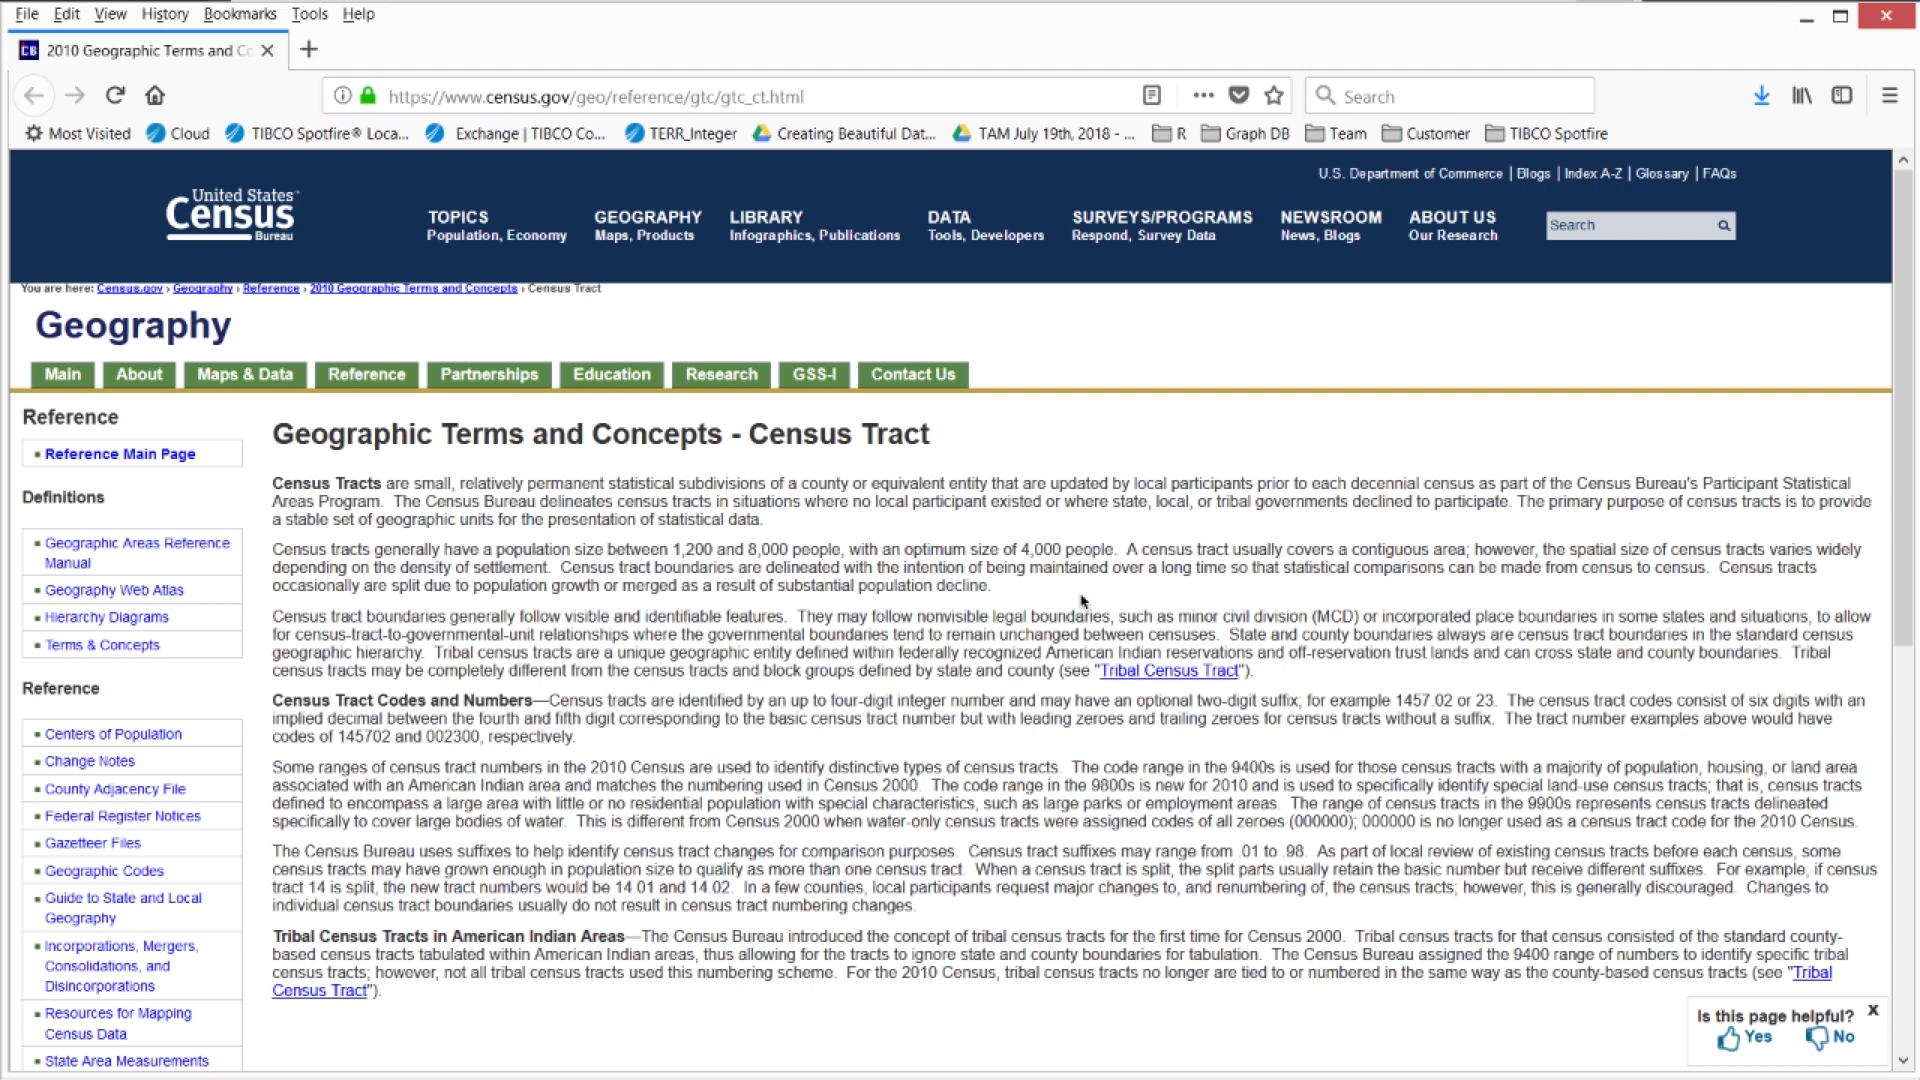 File Edit View History Bookmarks Tools Help
2010 Geographic Terms and Co
https://www.census.gov/geo/reference/gtc/gtc_ct.html
Search
Most Visited Cloud TIBCO Spotfire® Loca... Exchange | TIBCO Co... TERR_Integer Creating Beautiful Dat... TAM July 19th, 2018 - ... R Graph DB Team Customer TIBCO Spotfire
U.S. Department of Commerce | Blogs | Index A-Z | Glossary | FAQs
United States™
Census
Bureau
TOPICS GEOGRAPHY LIBRARY DATA SURVEYS/PROGRAMS NEWSROOM ABOUT US
Population, Economy Maps, Products Infographics, Publications Tools, Developers Respond, Survey Data News, Blogs Our Research
Search
You are here: Census.gov › Geography › Reference › 2010 Geographic Terms and Concepts › Census Tract
Geography
Main About Maps & Data Reference Partnerships Education Research GSS-I Contact Us
Reference
Reference Main Page
Definitions
Geographic Areas Reference
Manual
Geography Web Atlas
Hierarchy Diagrams
Terms & Concepts
Reference
Centers of Population
Change Notes
County Adjacency File
Federal Register Notices
Gazetteer Files
Geographic Codes
Guide to State and Local
Geography
Incorporations, Mergers,
Consolidations, and
Disincorporations
Resources for Mapping
Census Data
State Area Measurements
Geographic Terms and Concepts - Census Tract
Census Tracts are small, relatively permanent statistical subdivisions of a county or equivalent entity that are updated by local participants prior to each decennial census as part of the Census Bureau's Participant Statistical
Areas Program. The Census Bureau delineates census tracts in situations where no local participant existed or where state, local, or tribal governments declined to participate. The primary purpose of census tracts is to provide
a stable set of geographic units for the presentation of statistical data.
Census tracts generally have a population size between 1,200 and 8,000 people, with an optimum size of 4,000 people. A census tract usually covers a contiguous area; however, the spatial size of census tracts varies widely
depending on the density of settlement. Census tract boundaries are delineated with the intention of being maintained over a long time so that statistical comparisons can be made from census to census. Census tracts
occasionally are split due to population growth or merged as a result of substantial population decline.
Census tract boundaries generally follow visible and identifiable features. They may follow nonvisible legal boundaries, such as minor civil division (MCD) or incorporated place boundaries in some states and situations, to allow
for census-tract-to-governmental-unit relationships where the governmental boundaries tend to remain unchanged between censuses. State and county boundaries always are census tract boundaries in the standard census
geographic hierarchy. Tribal census tracts are a unique geographic entity defined within federally recognized American Indian reservations and off-reservation trust lands and can cross state and county boundaries. Tribal
census tracts may be completely different from the census tracts and block groups defined by state and county (see "Tribal Census Tract").
Census Tract Codes and Numbers—Census tracts are identified by an up to four-digit integer number and may have an optional two-digit suffix; for example 1457.02 or 23. The census tract codes consist of six digits with an
implied decimal between the fourth and fifth digit corresponding to the basic census tract number but with leading zeroes and trailing zeroes for census tracts without a suffix. The tract number examples above would have
codes of 145702 and 002300, respectively.
Some ranges of census tract numbers in the 2010 Census are used to identify distinctive types of census tracts. The code range in the 9400s is used for those census tracts with a majority of population, housing, or land area
associated with an American Indian area and matches the numbering used in Census 2000. The code range in the 9800s is new for 2010 and is used to specifically identify special land-use census tracts; that is, census tracts
defined to encompass a large area with little or no residential population with special characteristics, such as large parks or employment areas. The range of census tracts in the 9900s represents census tracts delineated
specifically to cover large bodies of water. This is different from Census 2000 when water-only census tracts were assigned codes of all zeroes (000000); 000000 is no longer used as a census tract code for the 2010 Census.
The Census Bureau uses suffixes to help identify census tract changes for comparison purposes. Census tract suffixes may range from .01 to .98. As part of local review of existing census tracts before each census, some
census tracts may have grown enough in population size to qualify as more than one census tract. When a census tract is split, the split parts usually retain the basic number but receive different suffixes. For example, if census
tract 14 is split, the new tract numbers would be 14.01 and 14.02. In a few counties, local participants request major changes to, and renumbering of, the census tracts; however, this is generally discouraged. Changes to
individual census tract boundaries usually do not result in census tract numbering changes.
Tribal Census Tracts in American Indian Areas—The Census Bureau introduced the concept of tribal census tracts for the first time for Census 2000. Tribal census tracts for that census consisted of the standard county-
based census tracts tabulated within American Indian areas, thus allowing for the tracts to ignore state and county boundaries for tabulation. The Census Bureau assigned the 9400 range of numbers to identify specific tribal
census tracts; however, not all tribal census tracts used this numbering scheme. For the 2010 Census, tribal census tracts no longer are tied to or numbered in the same way as the county-based census tracts (see "Tribal
Census Tract").
Is this page helpful? X
Yes No